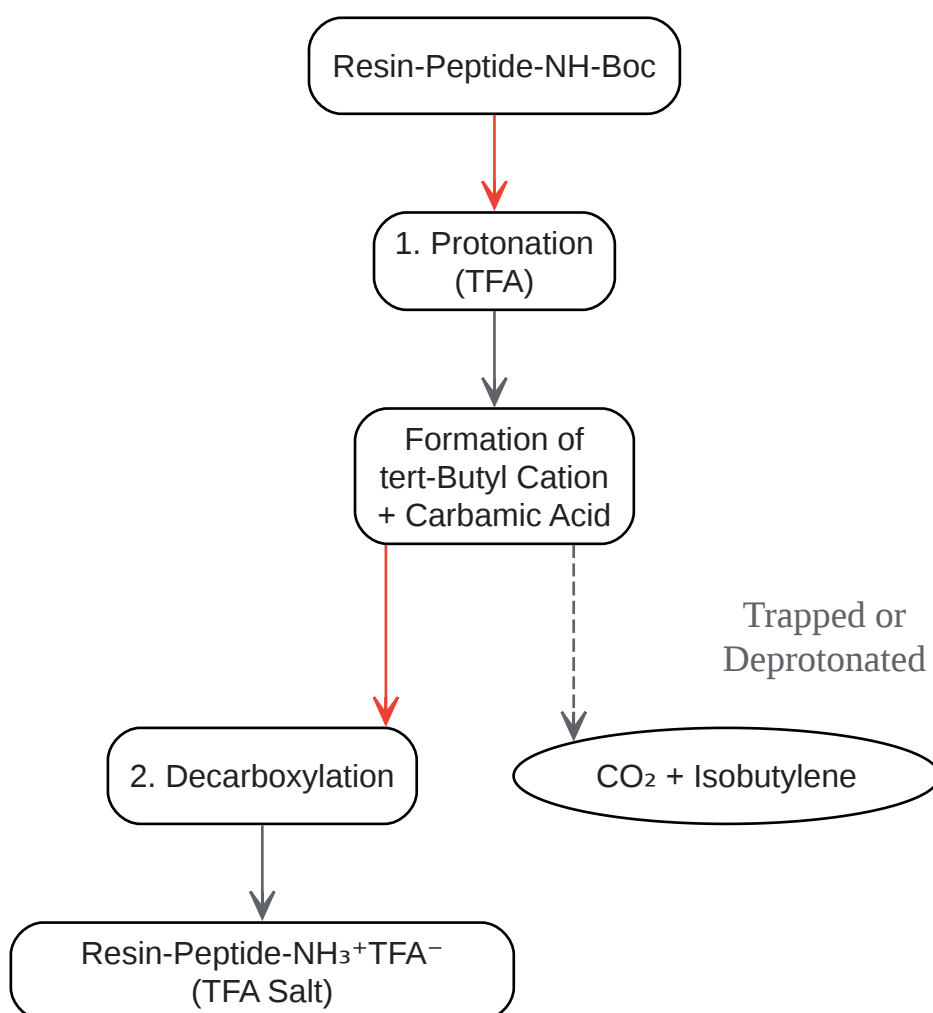 Resin-Peptide-NH-Boc
1. Protonation
(TFA)
Formation of
tert-Butyl Cation
+ Carbamic Acid
Trapped or
Deprotonated
2. Decarboxylation
CO₂ + Isobutylene
Resin-Peptide-NH₃⁺TFA⁻
(TFA Salt)